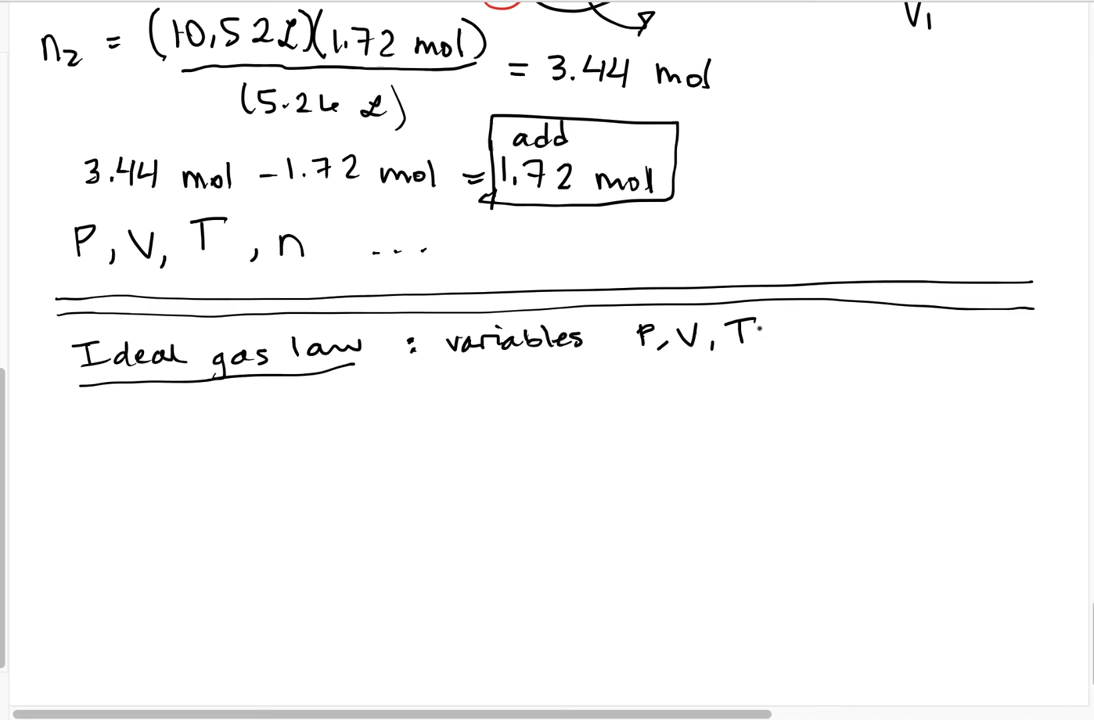 V₁
n₂ = (10,52 L)(1.72 mol) / (5.26 L) = 3.44 mol
add
3.44 mol - 1.72 mol = 1.72 mol
P, V, T, n ...
Ideal gas law : variables P, V, T